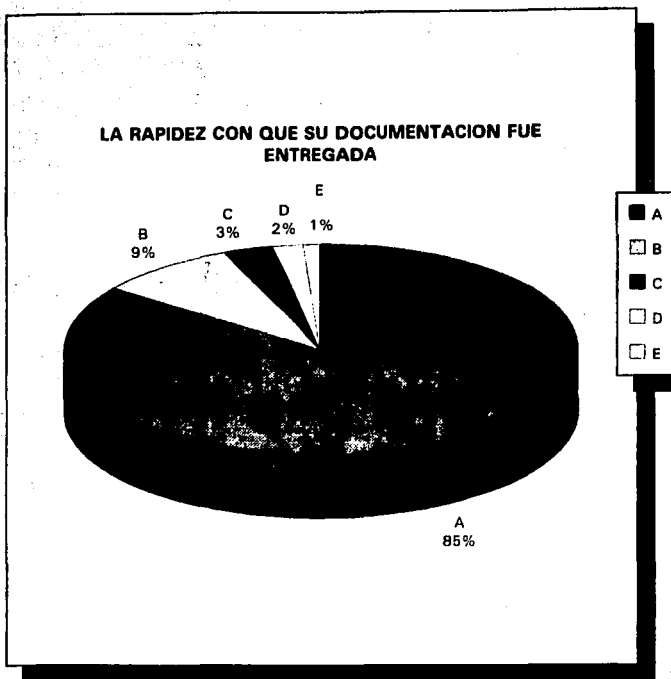 LA RAPIDEZ CON QUE SU DOCUMENTACION FUE
ENTREGADA
E
1%
D
2%
C
3%
B
9%
A
85%
A
B
C
D
E